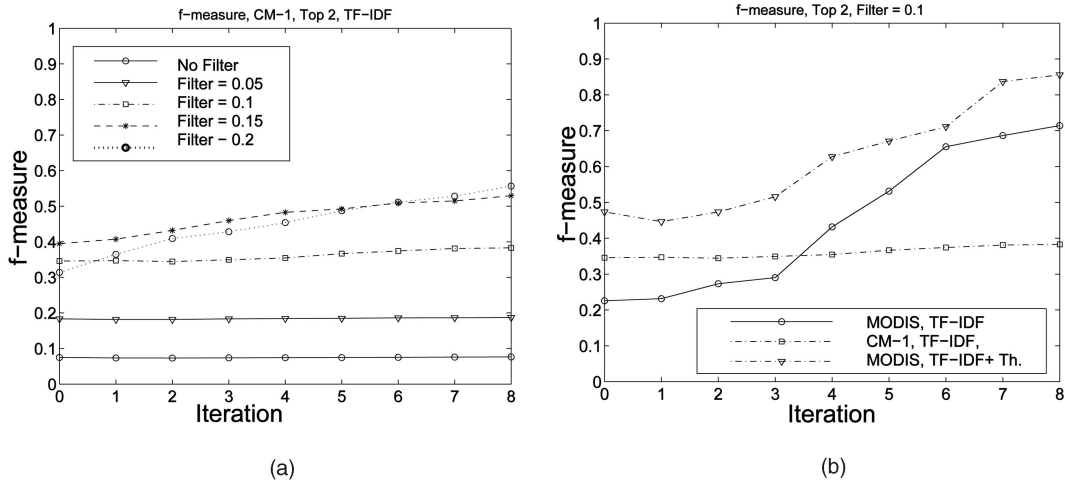 f−measure, CM−1, Top 2, TF−IDF
1
0.9
0.8
0.7
0.6
0.5
0.4
0.3
0.2
0.1
0
f−measure
No Filter
Filter = 0.05
Filter = 0.1
Filter = 0.15
Filter − 0.2
0 1 2 3 4 5 6 7 8
Iteration
(a)
f−measure, Top 2, Filter = 0.1
1
0.9
0.8
0.7
0.6
0.5
0.4
0.3
0.2
0.1
0
f−measure
MODIS, TF−IDF
CM−1, TF−IDF,
MODIS, TF−IDF+ Th.
0 1 2 3 4 5 6 7 8
Iteration
(b)